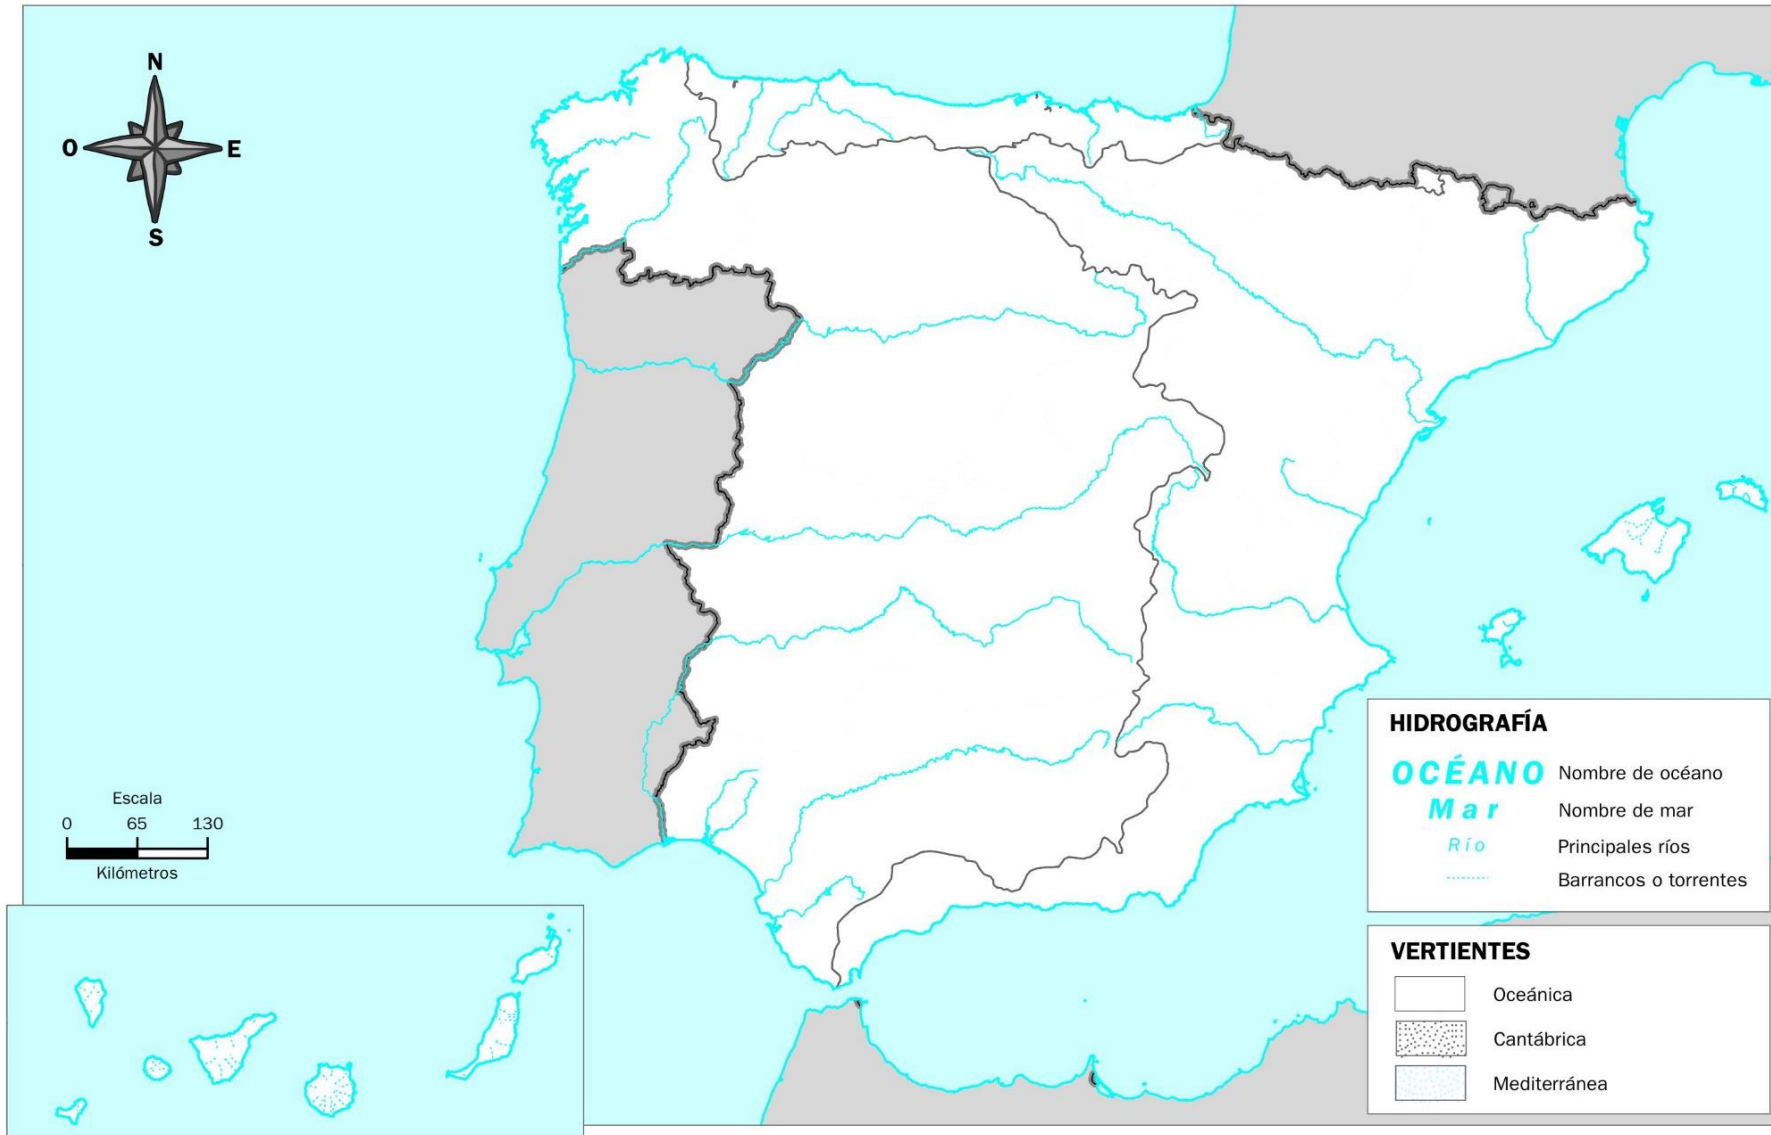 N
O
E
S
Escala
0 65 130
Kilómetros
HIDROGRAFÍA
OCÉANO Nombre de océano
Mar Nombre de mar
Río Principales ríos
Barrancos o torrentes
VERTIENTES
Oceánica
Cantábrica
Mediterránea